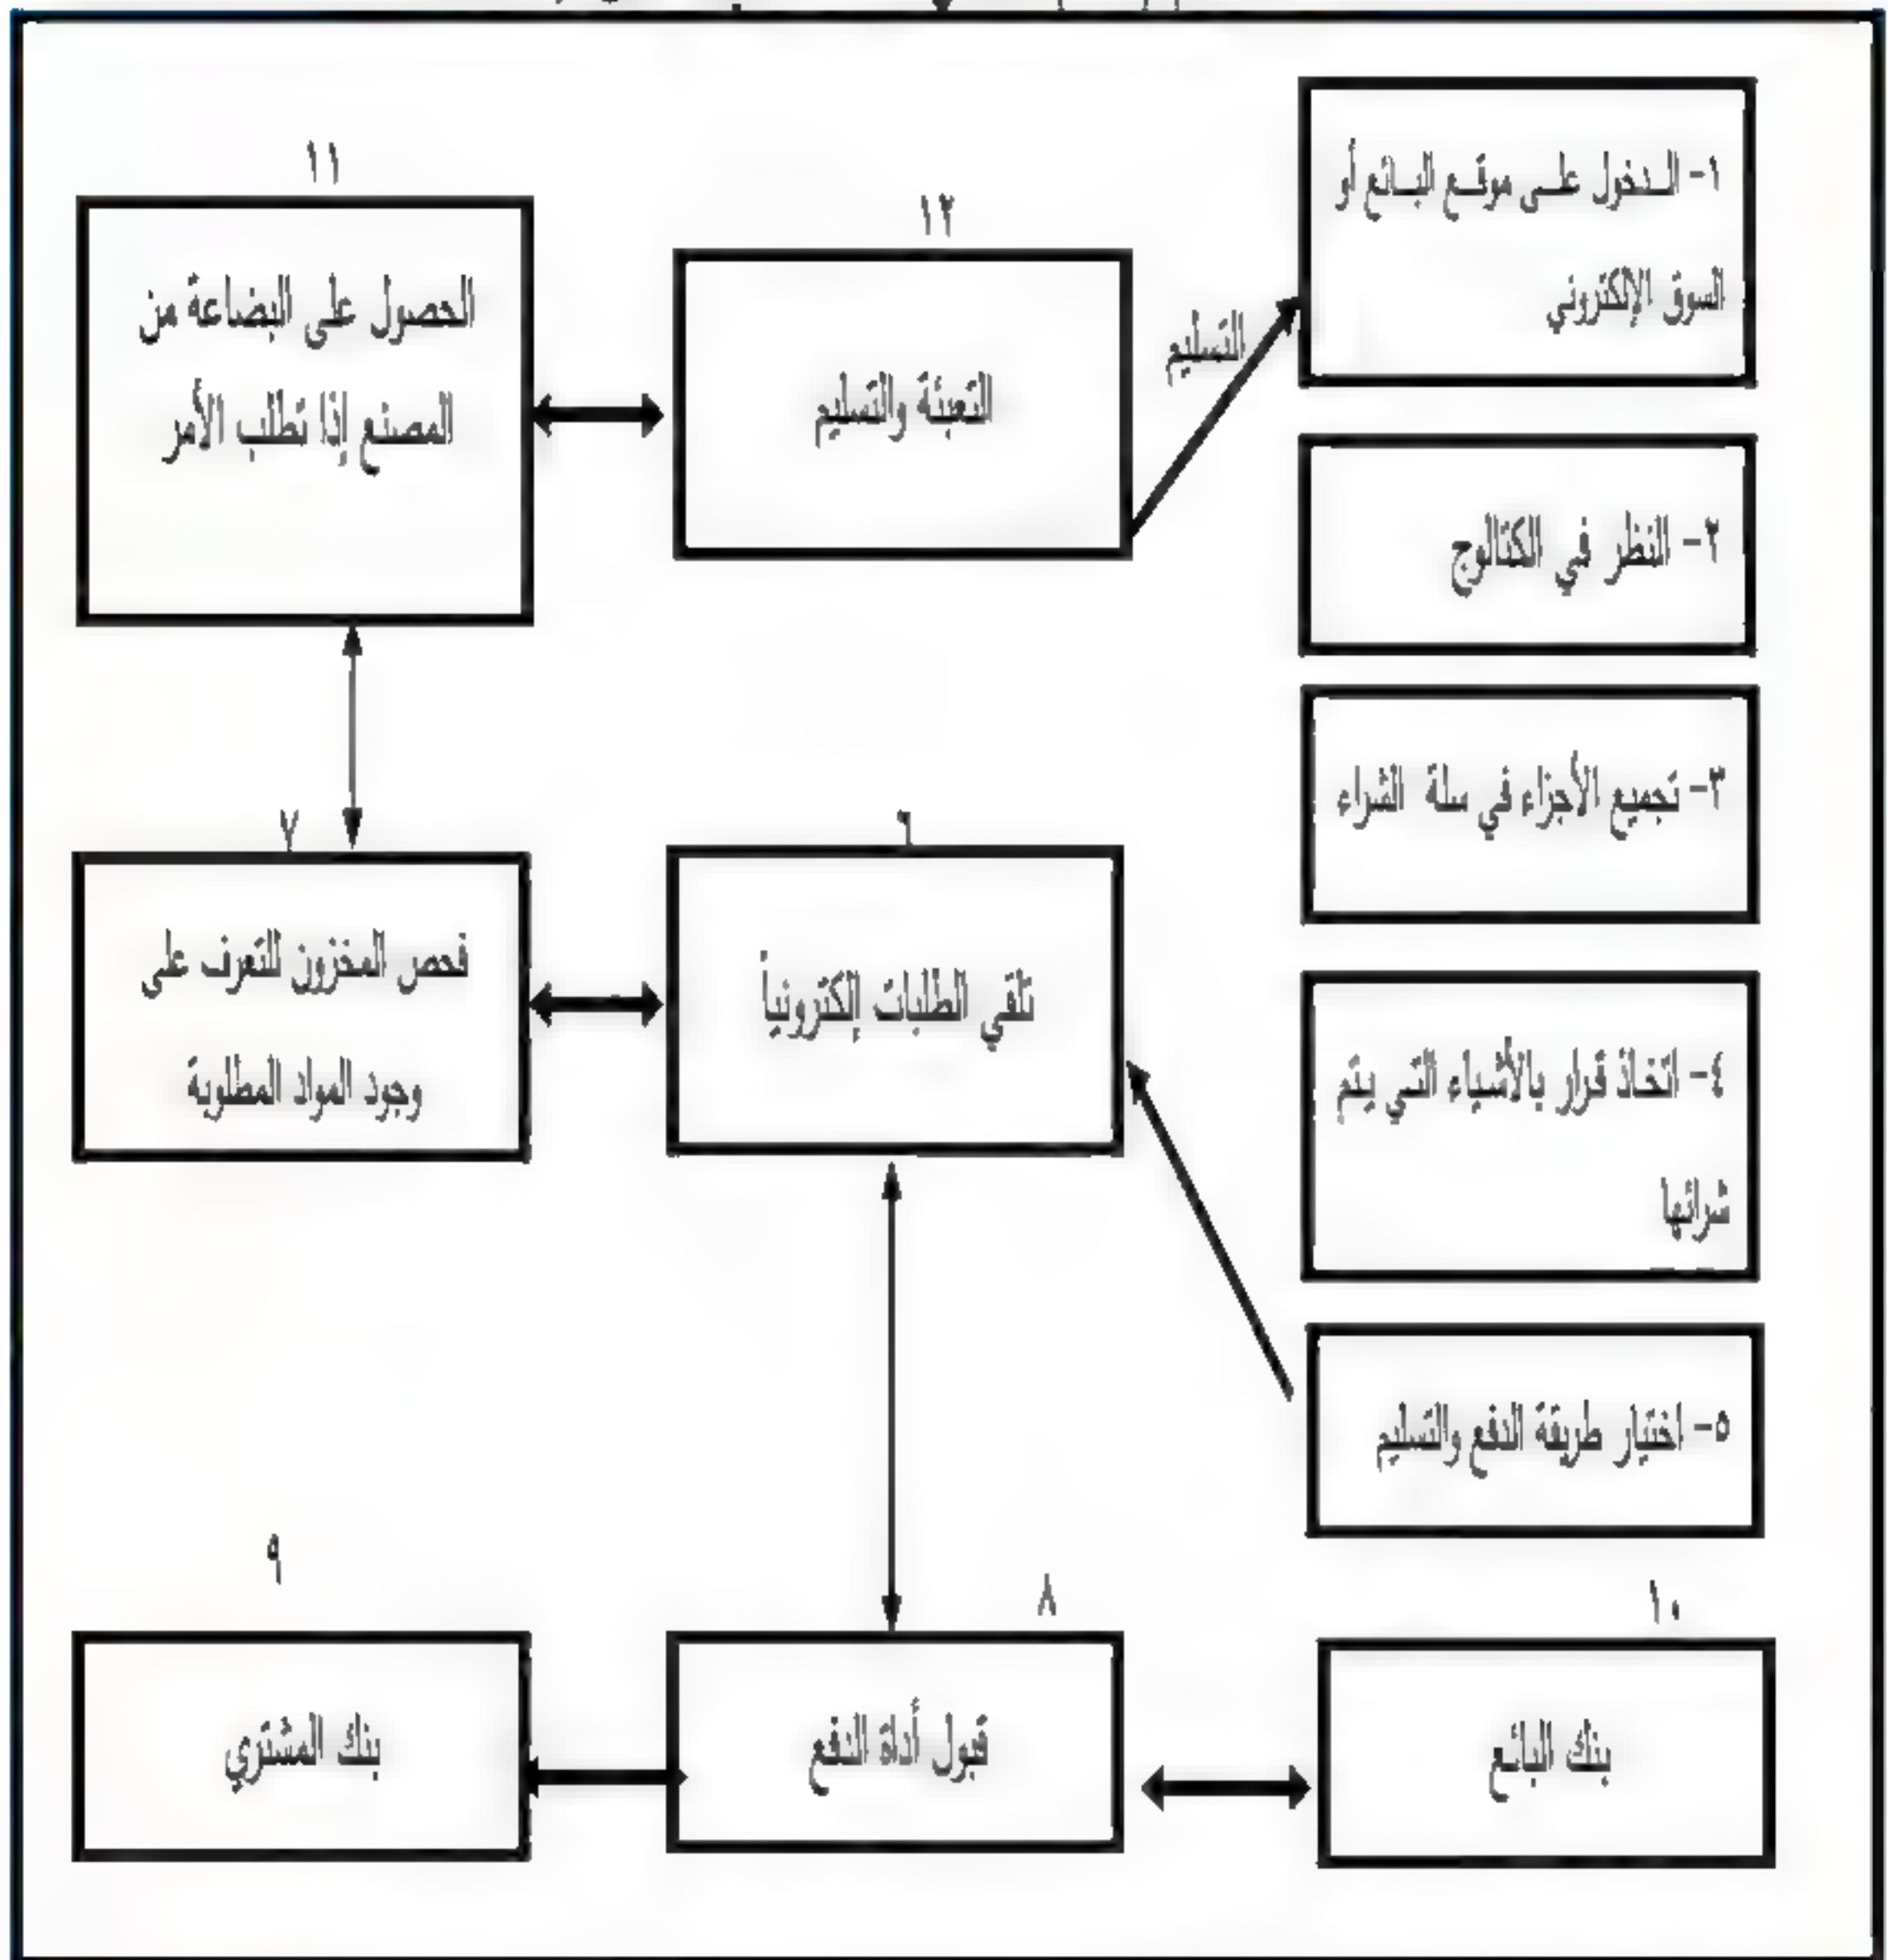 ١- الدخول على موقع البائع أو
السوق الإلكتروني
٢- النظر في الكتالوج
٣- تجميع الأجزاء في سلة الشراء
٤- اتخاذ قرار بالأشياء التي يتم
شرائها
٥- اختيار طريقة الدفع والتسليم
التسليم
١٢
التعبئة والتسليم
١١
الحصول على البضاعة من
المصنع إذا تطلب الأمر
٦
تلقي الطلبات إلكترونياً
٧
فحص المخزون للتعرف على
وجود المواد المطلوبة
١٠
بنك البائع
٨
قبول أداة الدفع
٩
بنك المشتري